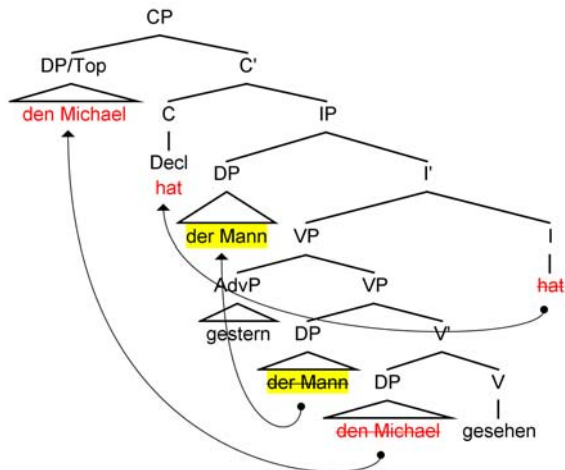 CP
DP/Top C'
den Michael C IP
Decl DP I'
hat
der Mann VP I
AdvP VP hat
gestern DP V'
der Mann DP V
den Michael gesehen